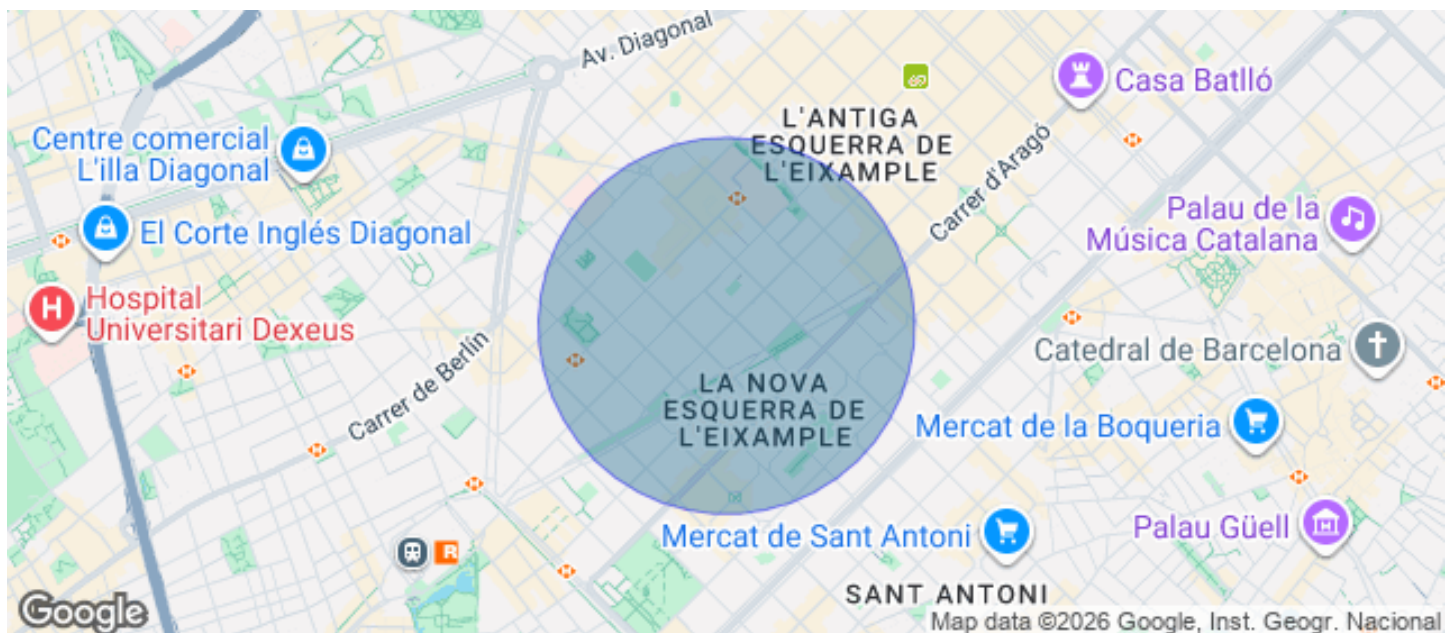 Av. Diagonal
Casa Batlló
Centre comercial
L'illa Diagonal
L'ANTIGA
ESQUERRA DE
L'EIXAMPLE
Carrer d'Aragó
El Corte Inglés Diagonal
Palau de la
Música Catalana
H
Hospital
Universitari Dexeus
Catedral de Barcelona
Carrer de Berlín
LA NOVA
ESQUERRA DE
L'EIXAMPLE
Mercat de la Boqueria
Mercat de Sant Antoni
Palau Güell
R
SANT ANTONI
Google
Map data ©2026 Google, Inst. Geogr. Nacional